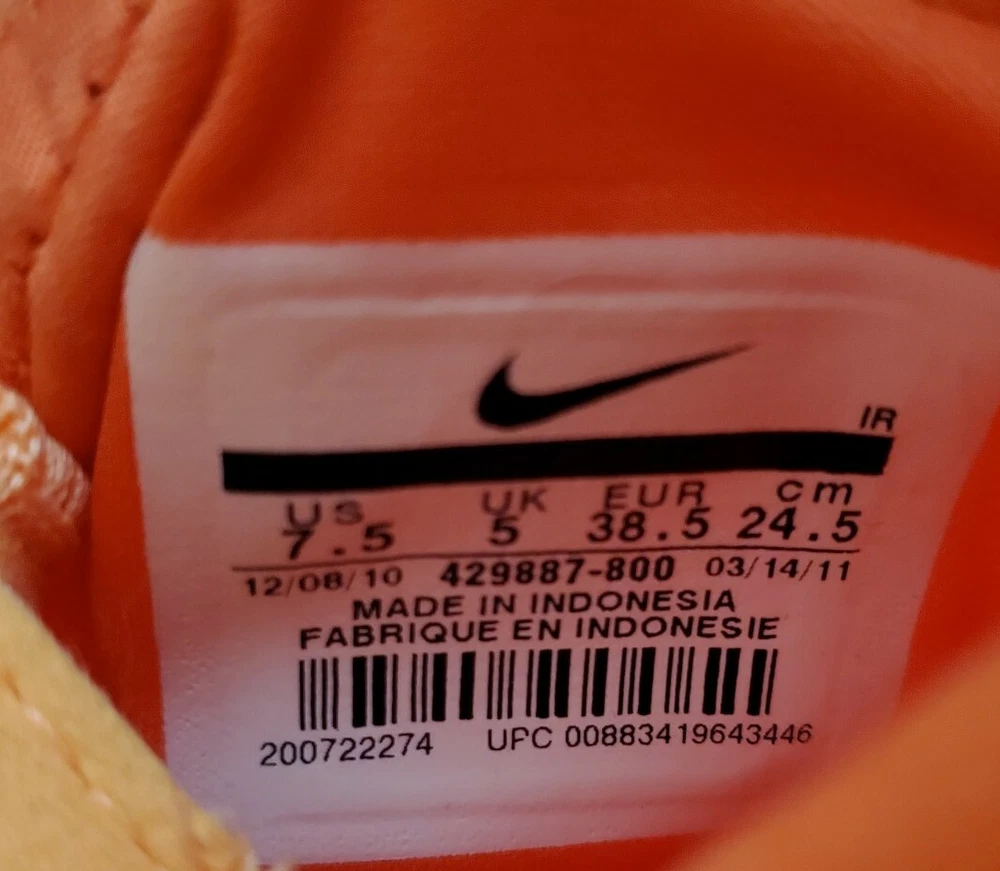 IR
US UK EUR cm
7.5 5 38.5 24.5
12/08/10 429887-800 03/14/11
MADE IN INDONESIA
FABRIQUE EN INDONESIE
200722274 UPC 00883419643446